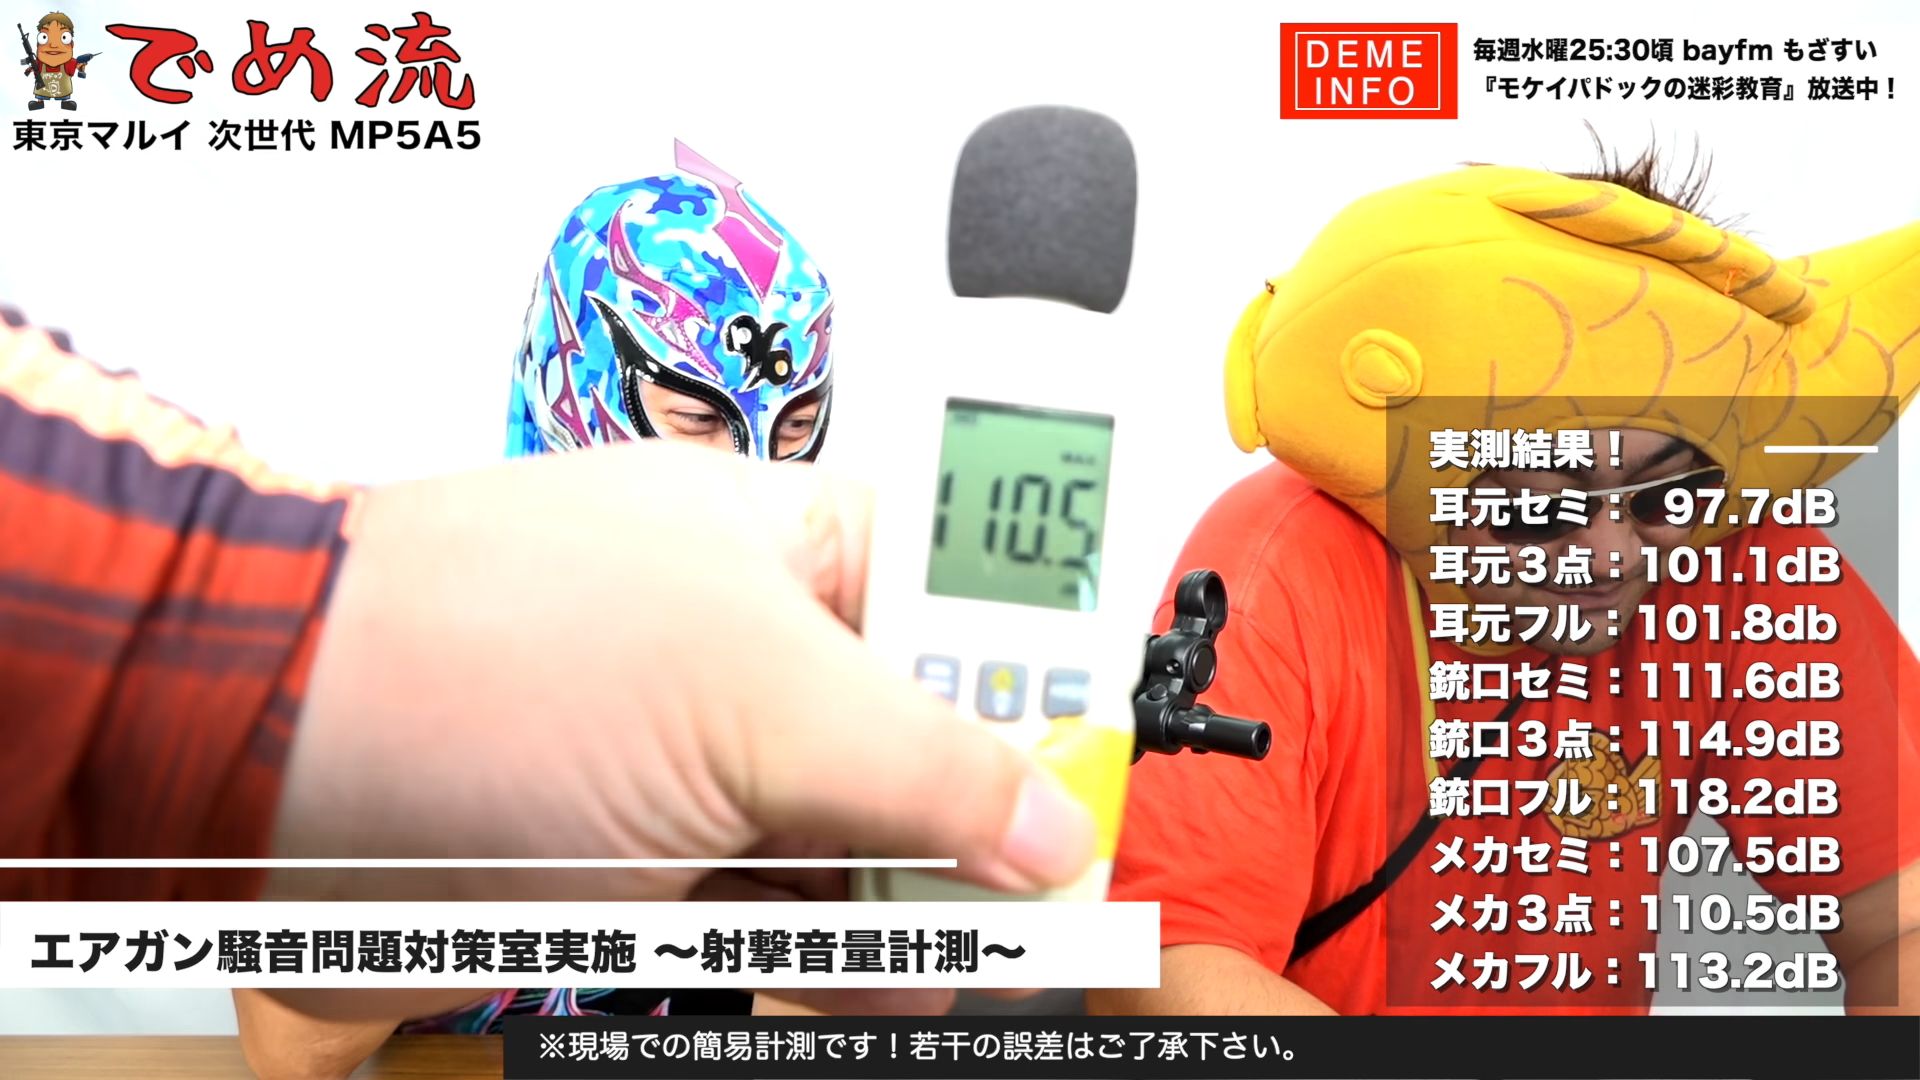 でめ流
東京マルイ 次世代 MP5A5
DEME
INFO
毎週水曜25:30頃 bayfm もざすい
『モケイパドックの迷彩教育』放送中！
110.5
実測結果！
耳元セミ： 97.7dB
耳元３点：101.1dB
耳元フル：101.8db
銃口セミ：111.6dB
銃口３点：114.9dB
銃口フル：118.2dB
メカセミ：107.5dB
メカ３点：110.5dB
メカフル：113.2dB
エアガン騒音問題対策室実施 〜射撃音量計測〜
※現場での簡易計測です！若干の誤差はご了承下さい。